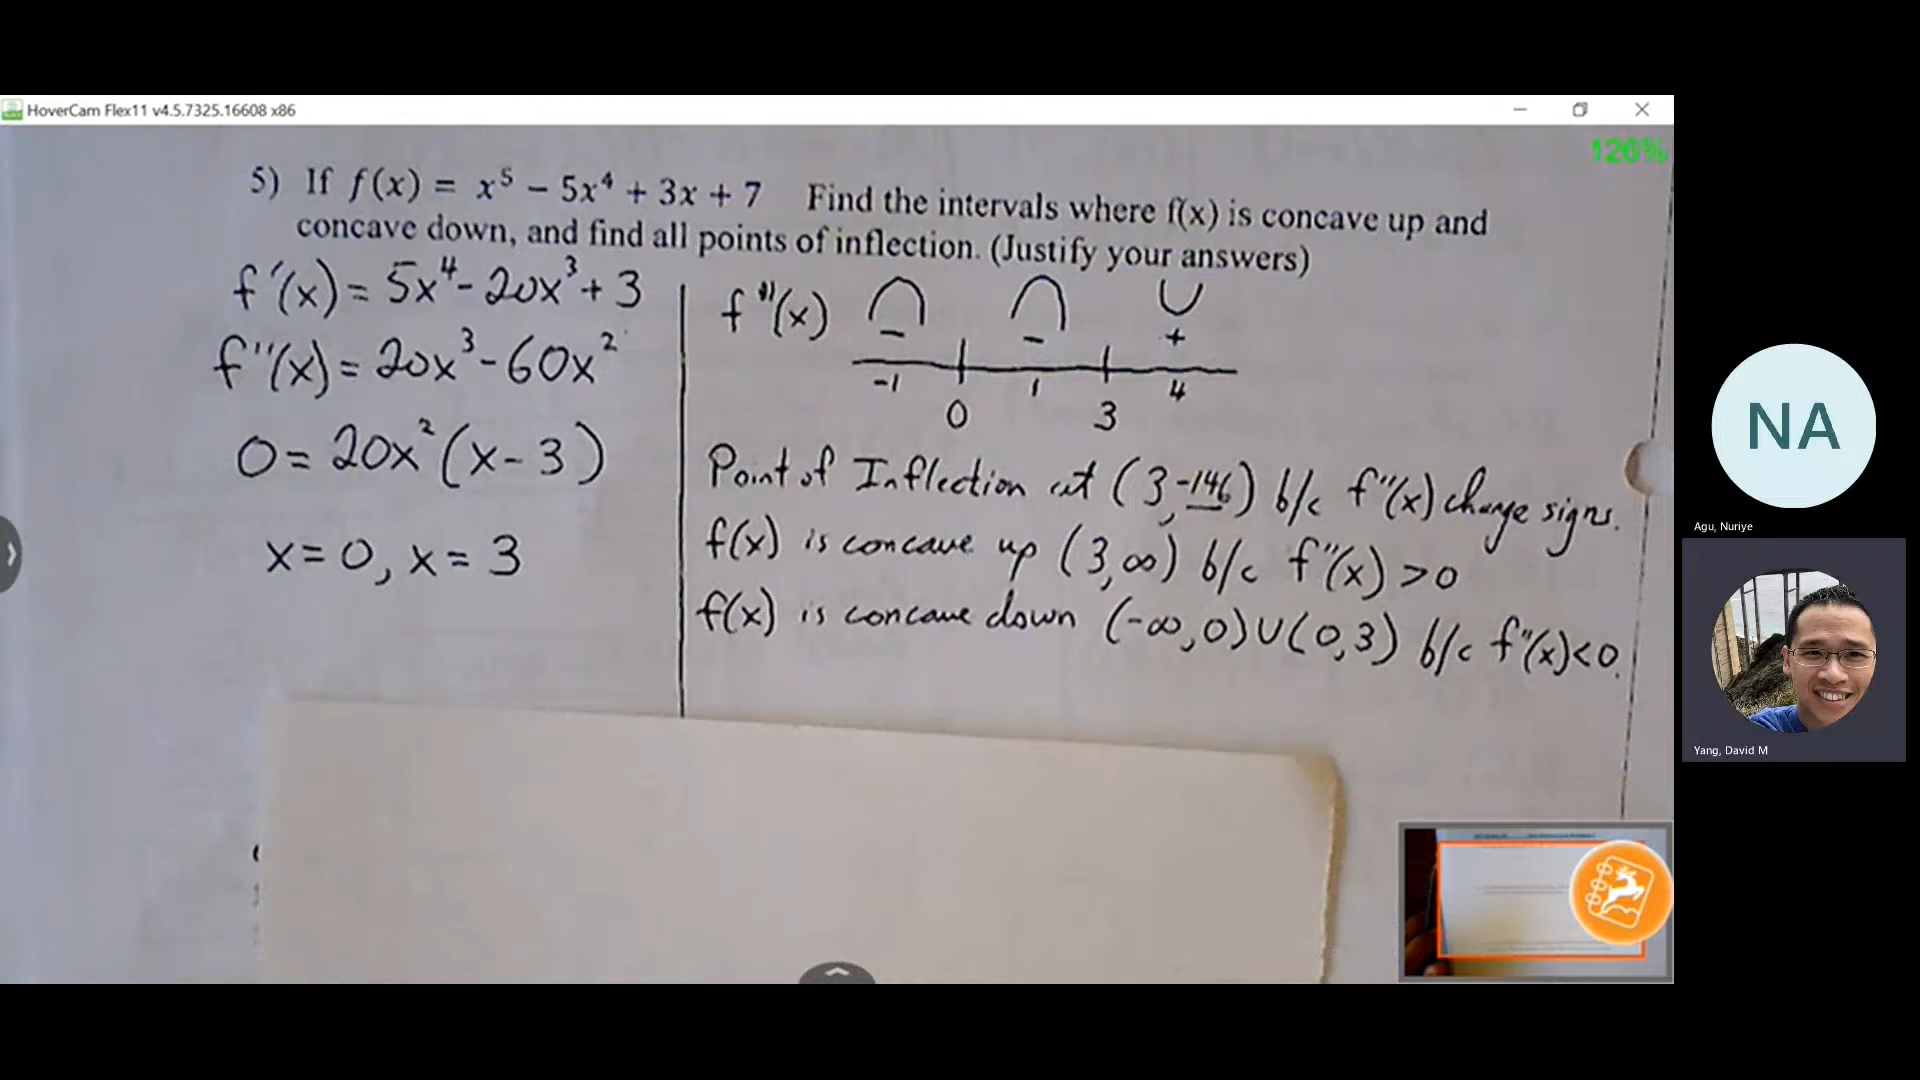 HoverCam Flex11 v4.5.7325.16608 x86
126%
5) If f(x) = x⁵ − 5x⁴ + 3x + 7 Find the intervals where f(x) is concave up and
concave down, and find all points of inflection. (Justify your answers)
f'(x) = 5x⁴ - 20x³ + 3
f''(x) = 20x³ - 60x²
0 = 20x² (x - 3)
x = 0, x = 3
f''(x)
- - +
-1 1 4
0 3
Point of Inflection at (3, -146) b/c f''(x) change signs.
f(x) is concave up (3, ∞) b/c f''(x) > 0
f(x) is concave down (-∞, 0) ∪ (0, 3) b/c f''(x) < 0.
NA
Agu, Nuriye
Yang, David M